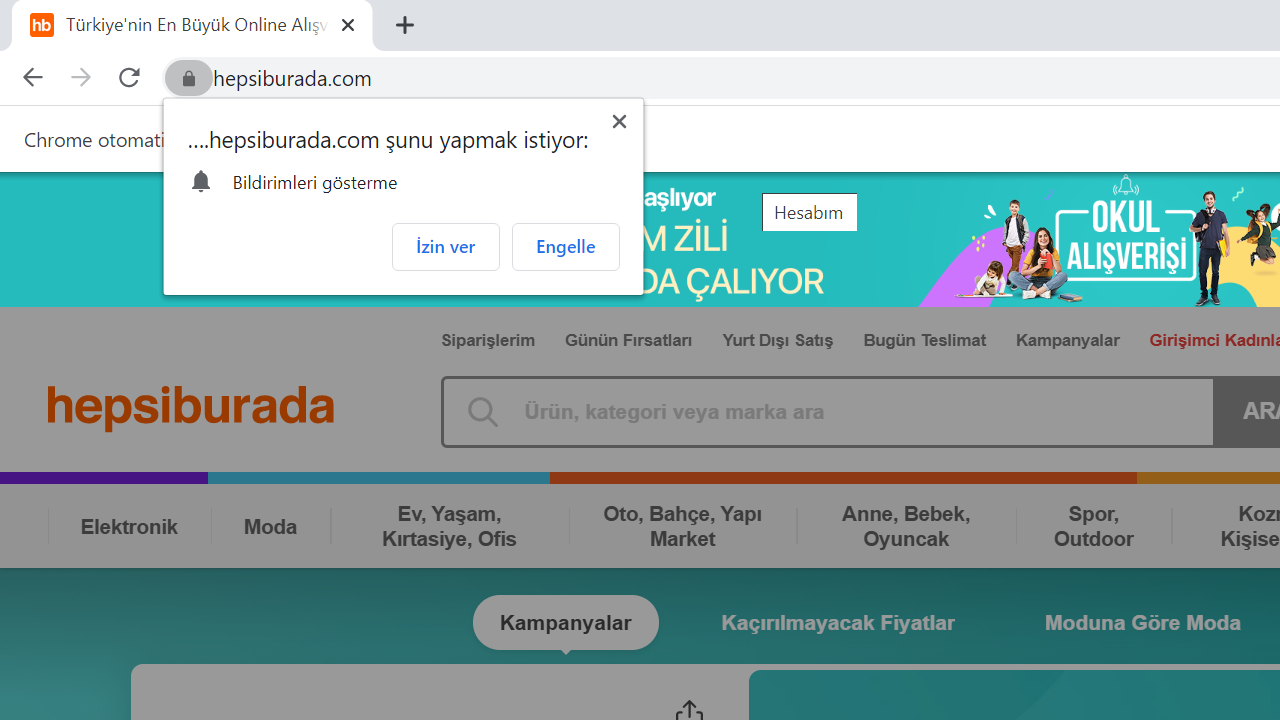 hb Türkiye'nin En Büyük Online Alışv
hepsiburada.com
Chrome otomati
….hepsiburada.com şunu yapmak istiyor:
Bildirimleri gösterme
İzin ver Engelle
aşlıyor
M ZİLİ
DA ÇALIYOR
Hesabım
OKUL
ALIŞVERİŞİ
Siparişlerim Günün Fırsatları Yurt Dışı Satış Bugün Teslimat Kampanyalar Girişimci Kadınla
hepsiburada
Ürün, kategori veya marka ara
ARA
Elektronik
Moda
Ev, Yaşam,
Kırtasiye, Ofis
Oto, Bahçe, Yapı
Market
Anne, Bebek,
Oyuncak
Spor,
Outdoor
Kozm
Kişise
Kampanyalar Kaçırılmayacak Fiyatlar Moduna Göre Moda